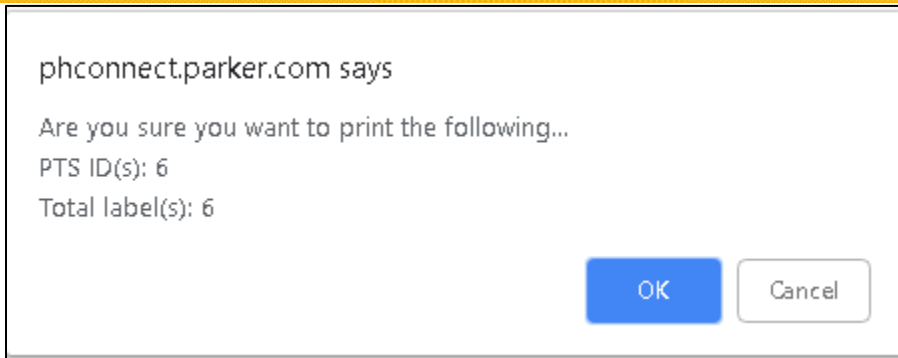 phconnect.parker.com says
Are you sure you want to print the following...
PTS ID(s): 6
Total label(s): 6
OK
Cancel